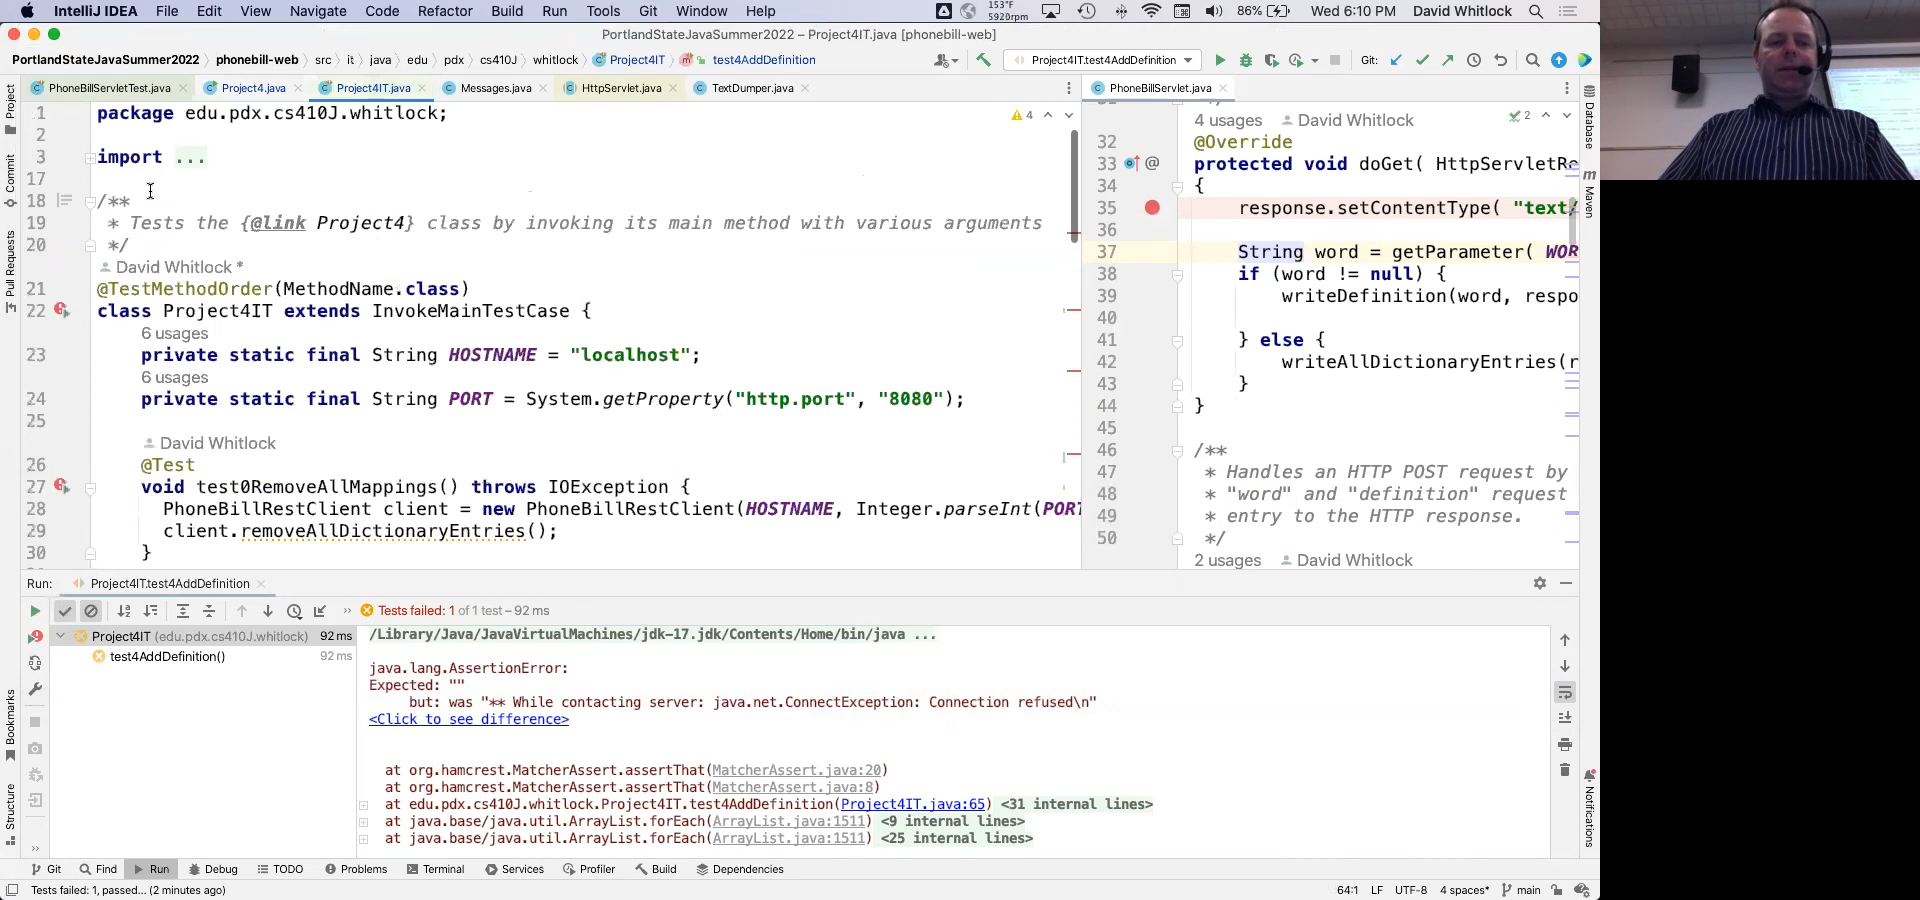 IntelliJ IDEA File Edit View Navigate Code Refactor Build Run Tools Git Window Help 153°F 5920rpm 86% Wed 6:10 PM David Whitlock
PortlandStateJavaSummer2022 – Project4IT.java [phonebill-web]
PortlandStateJavaSummer2022 phonebill-web src it java edu pdx cs410J whitlock Project4IT test4AddDefinition Project4IT.test4AddDefinition Git:
PhoneBillServletTest.java Project4.java Project4IT.java Messages.java HttpServlet.java TextDumper.java PhoneBillServlet.java
Project
Commit
Pull Requests
Bookmarks
Structure
1 package edu.pdx.cs410J.whitlock;
4
2
3 import ...
17
18 /**
19 * Tests the {@link Project4} class by invoking its main method with various arguments
20 */
David Whitlock *
21 @TestMethodOrder(MethodName.class)
22 class Project4IT extends InvokeMainTestCase {
6 usages
23 private static final String HOSTNAME = "localhost";
6 usages
24 private static final String PORT = System.getProperty("http.port", "8080");
25
David Whitlock
26 @Test
27 void test0RemoveAllMappings() throws IOException {
28 PhoneBillRestClient client = new PhoneBillRestClient(HOSTNAME, Integer.parseInt(PORT
29 client.removeAllDictionaryEntries();
30 }
4 usages David Whitlock
2
32 @Override
33 protected void doGet( HttpServletRe
34 {
35 response.setContentType( "text/
36
37 String word = getParameter( WOR
38 if (word != null) {
39 writeDefinition(word, respo
40
41 } else {
42 writeAllDictionaryEntries(r
43 }
44 }
45
46 /**
47 * Handles an HTTP POST request by
48 * "word" and "definition" request
49 * entry to the HTTP response.
50 */
2 usages David Whitlock
Database
Maven
Notifications
Run: Project4IT.test4AddDefinition
Tests failed: 1 of 1 test – 92 ms
Project4IT (edu.pdx.cs410J.whitlock) 92 ms
test4AddDefinition() 92 ms
/Library/Java/JavaVirtualMachines/jdk-17.jdk/Contents/Home/bin/java ...
java.lang.AssertionError:
Expected: ""
but: was "** While contacting server: java.net.ConnectException: Connection refused\n"
<Click to see difference>
at org.hamcrest.MatcherAssert.assertThat(MatcherAssert.java:20)
at org.hamcrest.MatcherAssert.assertThat(MatcherAssert.java:8)
at edu.pdx.cs410J.whitlock.Project4IT.test4AddDefinition(Project4IT.java:65) <31 internal lines>
at java.base/java.util.ArrayList.forEach(ArrayList.java:1511) <9 internal lines>
at java.base/java.util.ArrayList.forEach(ArrayList.java:1511) <25 internal lines>
Git Find Run Debug TODO Problems Terminal Services Profiler Build Dependencies
Tests failed: 1, passed... (2 minutes ago) 64:1 LF UTF-8 4 spaces* main